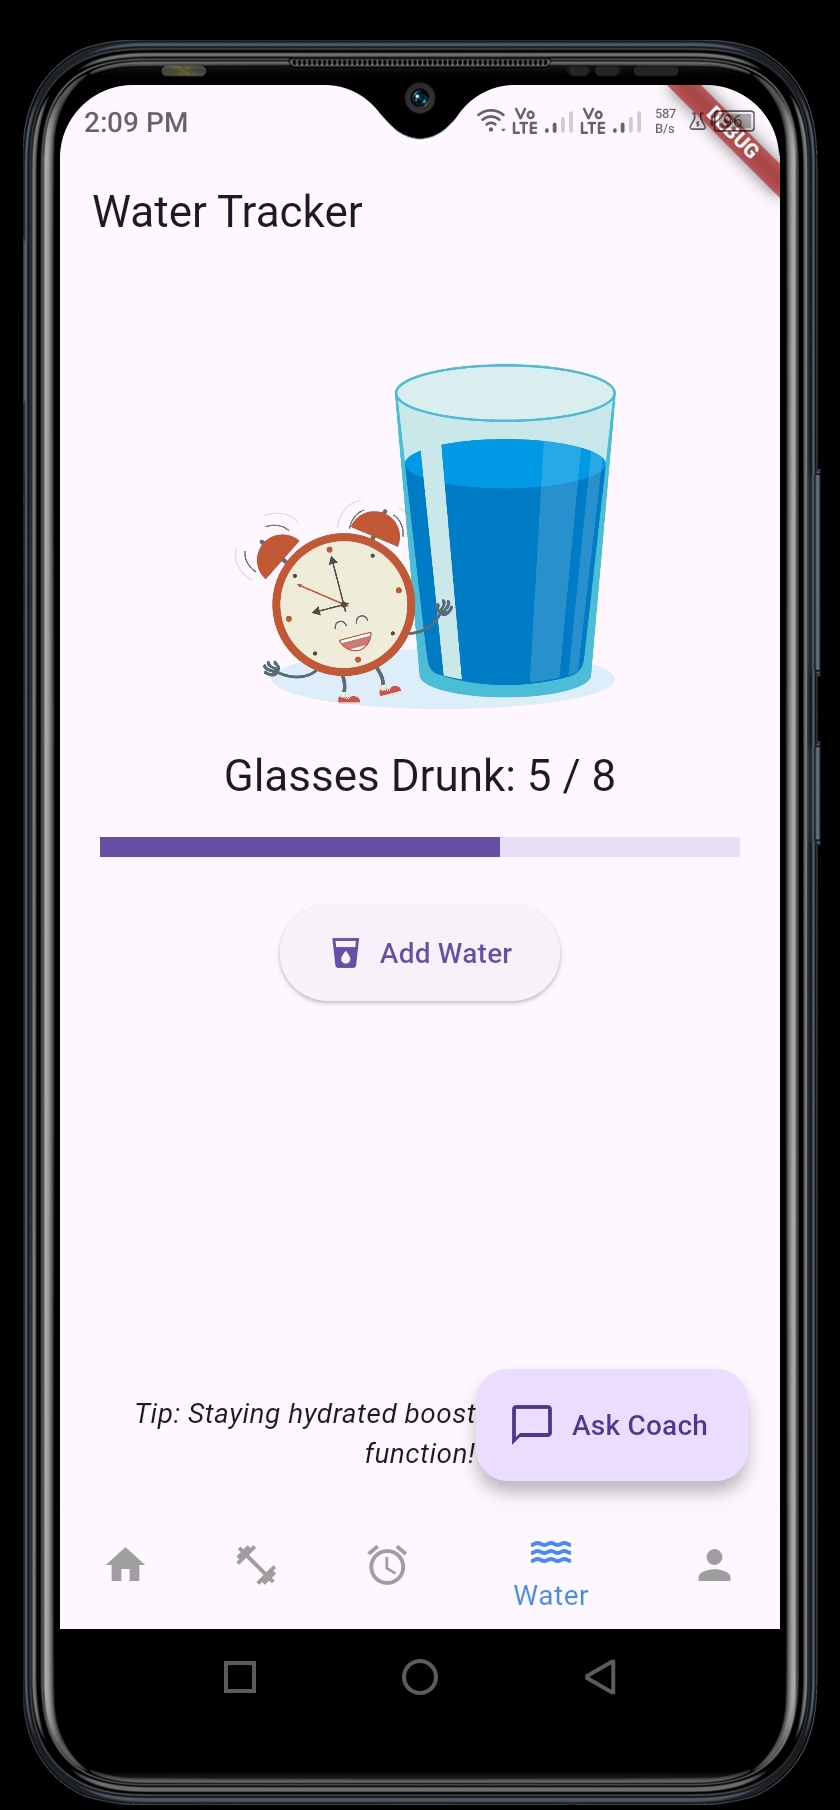 2:09 PM
Vo LTE
Vo LTE
587 B/s
96
DEBUG
Water Tracker
Glasses Drunk: 5 / 8
Add Water
Tip: Staying hydrated boost
function!
Ask Coach
Water